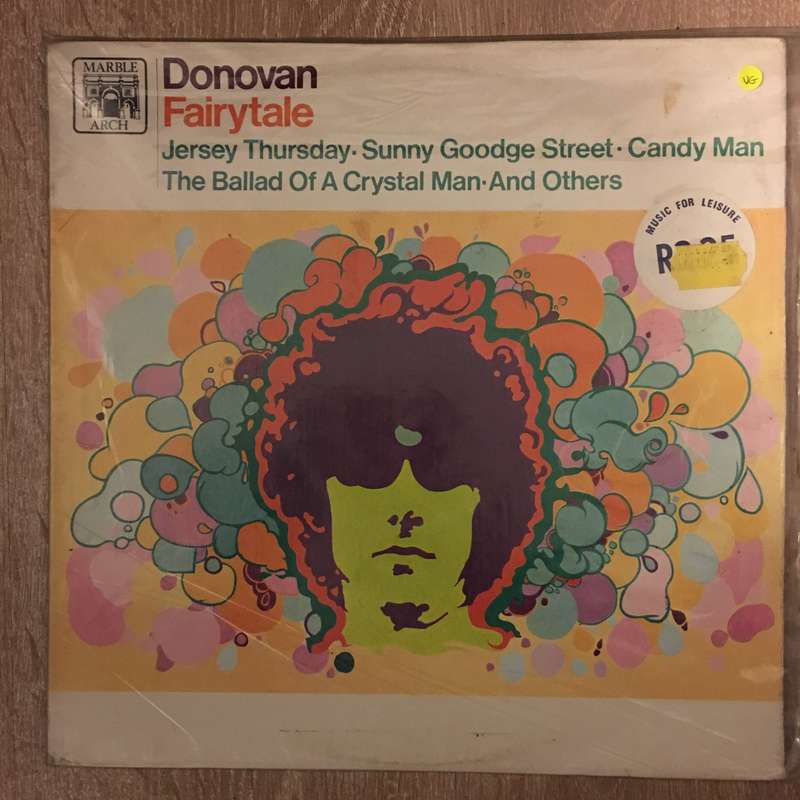 MARBLE
ARCH
Donovan
Fairytale
Jersey Thursday· Sunny Goodge Street· Candy Man
The Ballad Of A Crystal Man·And Others
VG
MUSIC FOR LEISURE